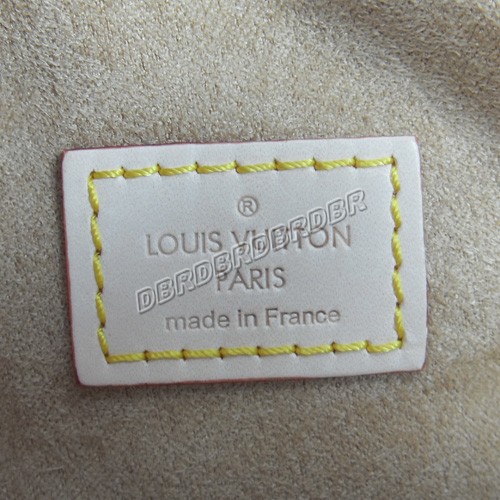 ®
LOUIS VUITTON
PARIS
made in France
DBRDBRDBRDBR